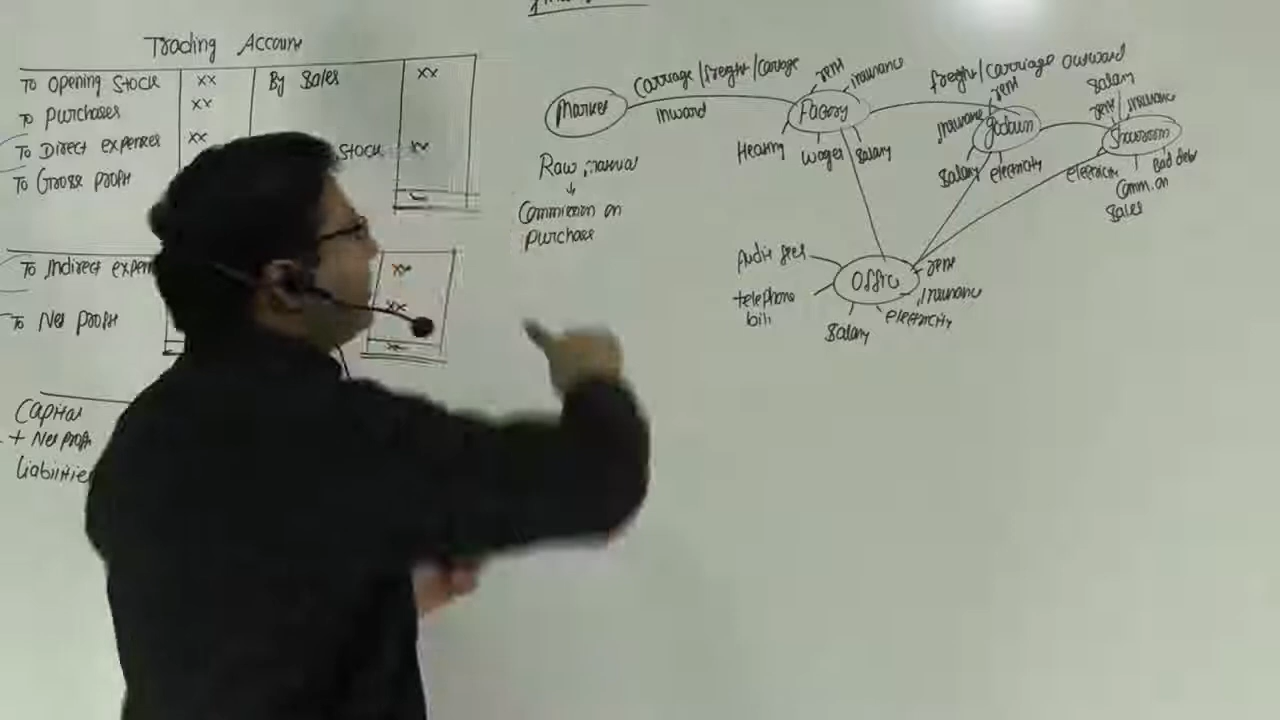 Trading Account
To Opening Stock xx By Sales xx
To Purchases xx
To Direct expenses xx Stock xx
To Gross profit
To Indirect expen xx
To Net profit xx
xx
Capital
+ Net profit
Liabilities
Market
Raw material
Commission on
purchase
Carriage/freight/cartage
inward
Factory
rent
insurance
Heating
wages
Salary
freight/carriage outward
godown
rent
insurance
Salary
electricity
Showroom
Salary
rent
insurance
electricity
Bad debt
Comm. on
Sales
Office
Audit fees
telephone
bill
Salary
electricity
insurance
rent